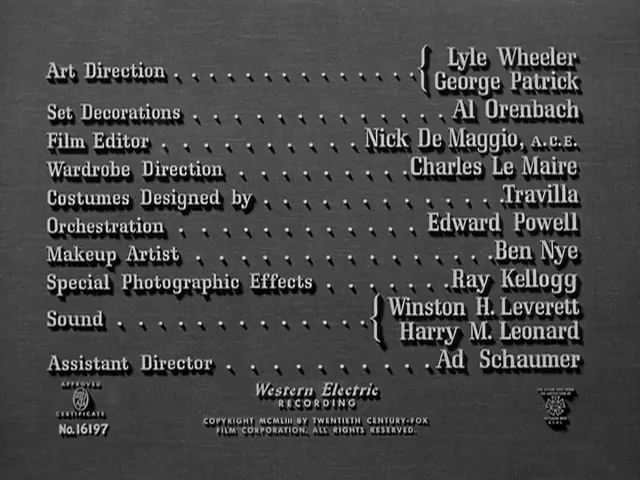 Art Direction . . . . . . . . . . . . . . { Lyle Wheeler
George Patrick
Set Decorations . . . . . . . . . . . . Al Orenbach
Film Editor . . . . . . . . . . . Nick De Maggio, A.C.E.
Wardrobe Direction . . . . . . . . Charles Le Maire
Costumes Designed by . . . . . . . . . . . Travilla
Orchestration . . . . . . . . . . . Edward Powell
Makeup Artist . . . . . . . . . . . . . Ben Nye
Special Photographic Effects . . . . . . Ray Kellogg
Sound . . . . . . . . . . . { Winston H. Leverett
Harry M. Leonard
Assistant Director . . . . . . . . . Ad Schaumer
APPROVED
CERTIFICATE
No. 16197
Western Electric
RECORDING
COPYRIGHT MCMLIII BY TWENTIETH CENTURY-FOX
FILM CORPORATION. ALL RIGHTS RESERVED.